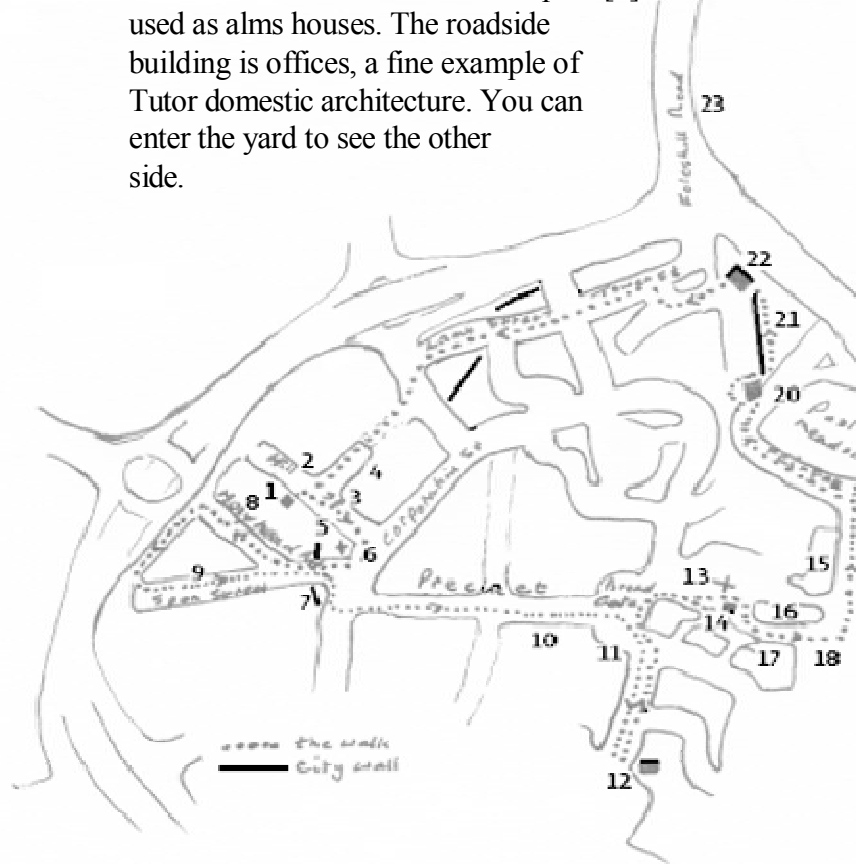 used as alms houses. The roadside
building is offices, a fine example of
Tutor domestic architecture. You can
enter the yard to see the other
side.
Foleshill Road
23
22
21
20
2
1
8
4
3
5
6
Corporation St
9
Spon Street
7
Precinct
Broad
Gate
13
15
14
16
10
11
17
18
the walk
City wall
12